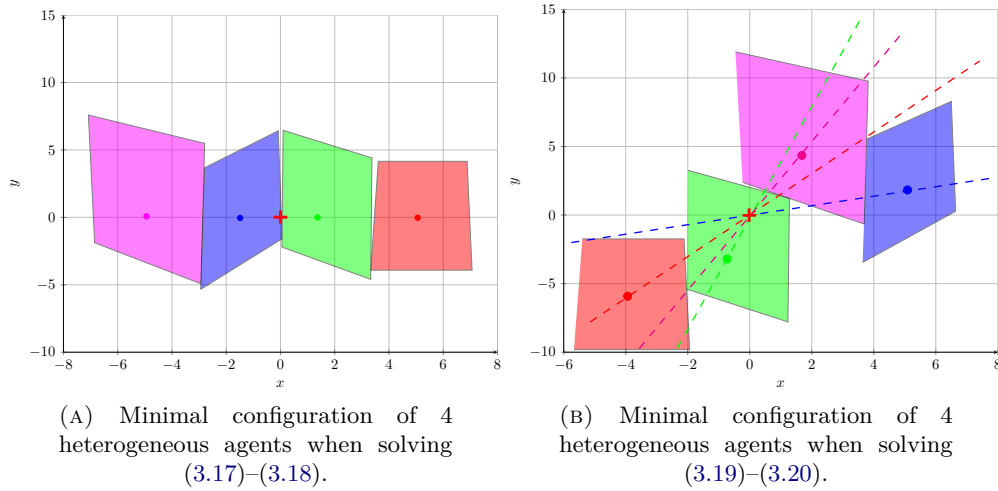 15
10
5
0
−5
−10
y
−8 −6 −4 −2 0 2 4 6 8
x
(A) Minimal configuration of 4
heterogeneous agents when solving
(3.17)–(3.18).
15
10
5
0
−5
−10
y
−6 −4 −2 0 2 4 6 8
x
(B) Minimal configuration of 4
heterogeneous agents when solving
(3.19)–(3.20).